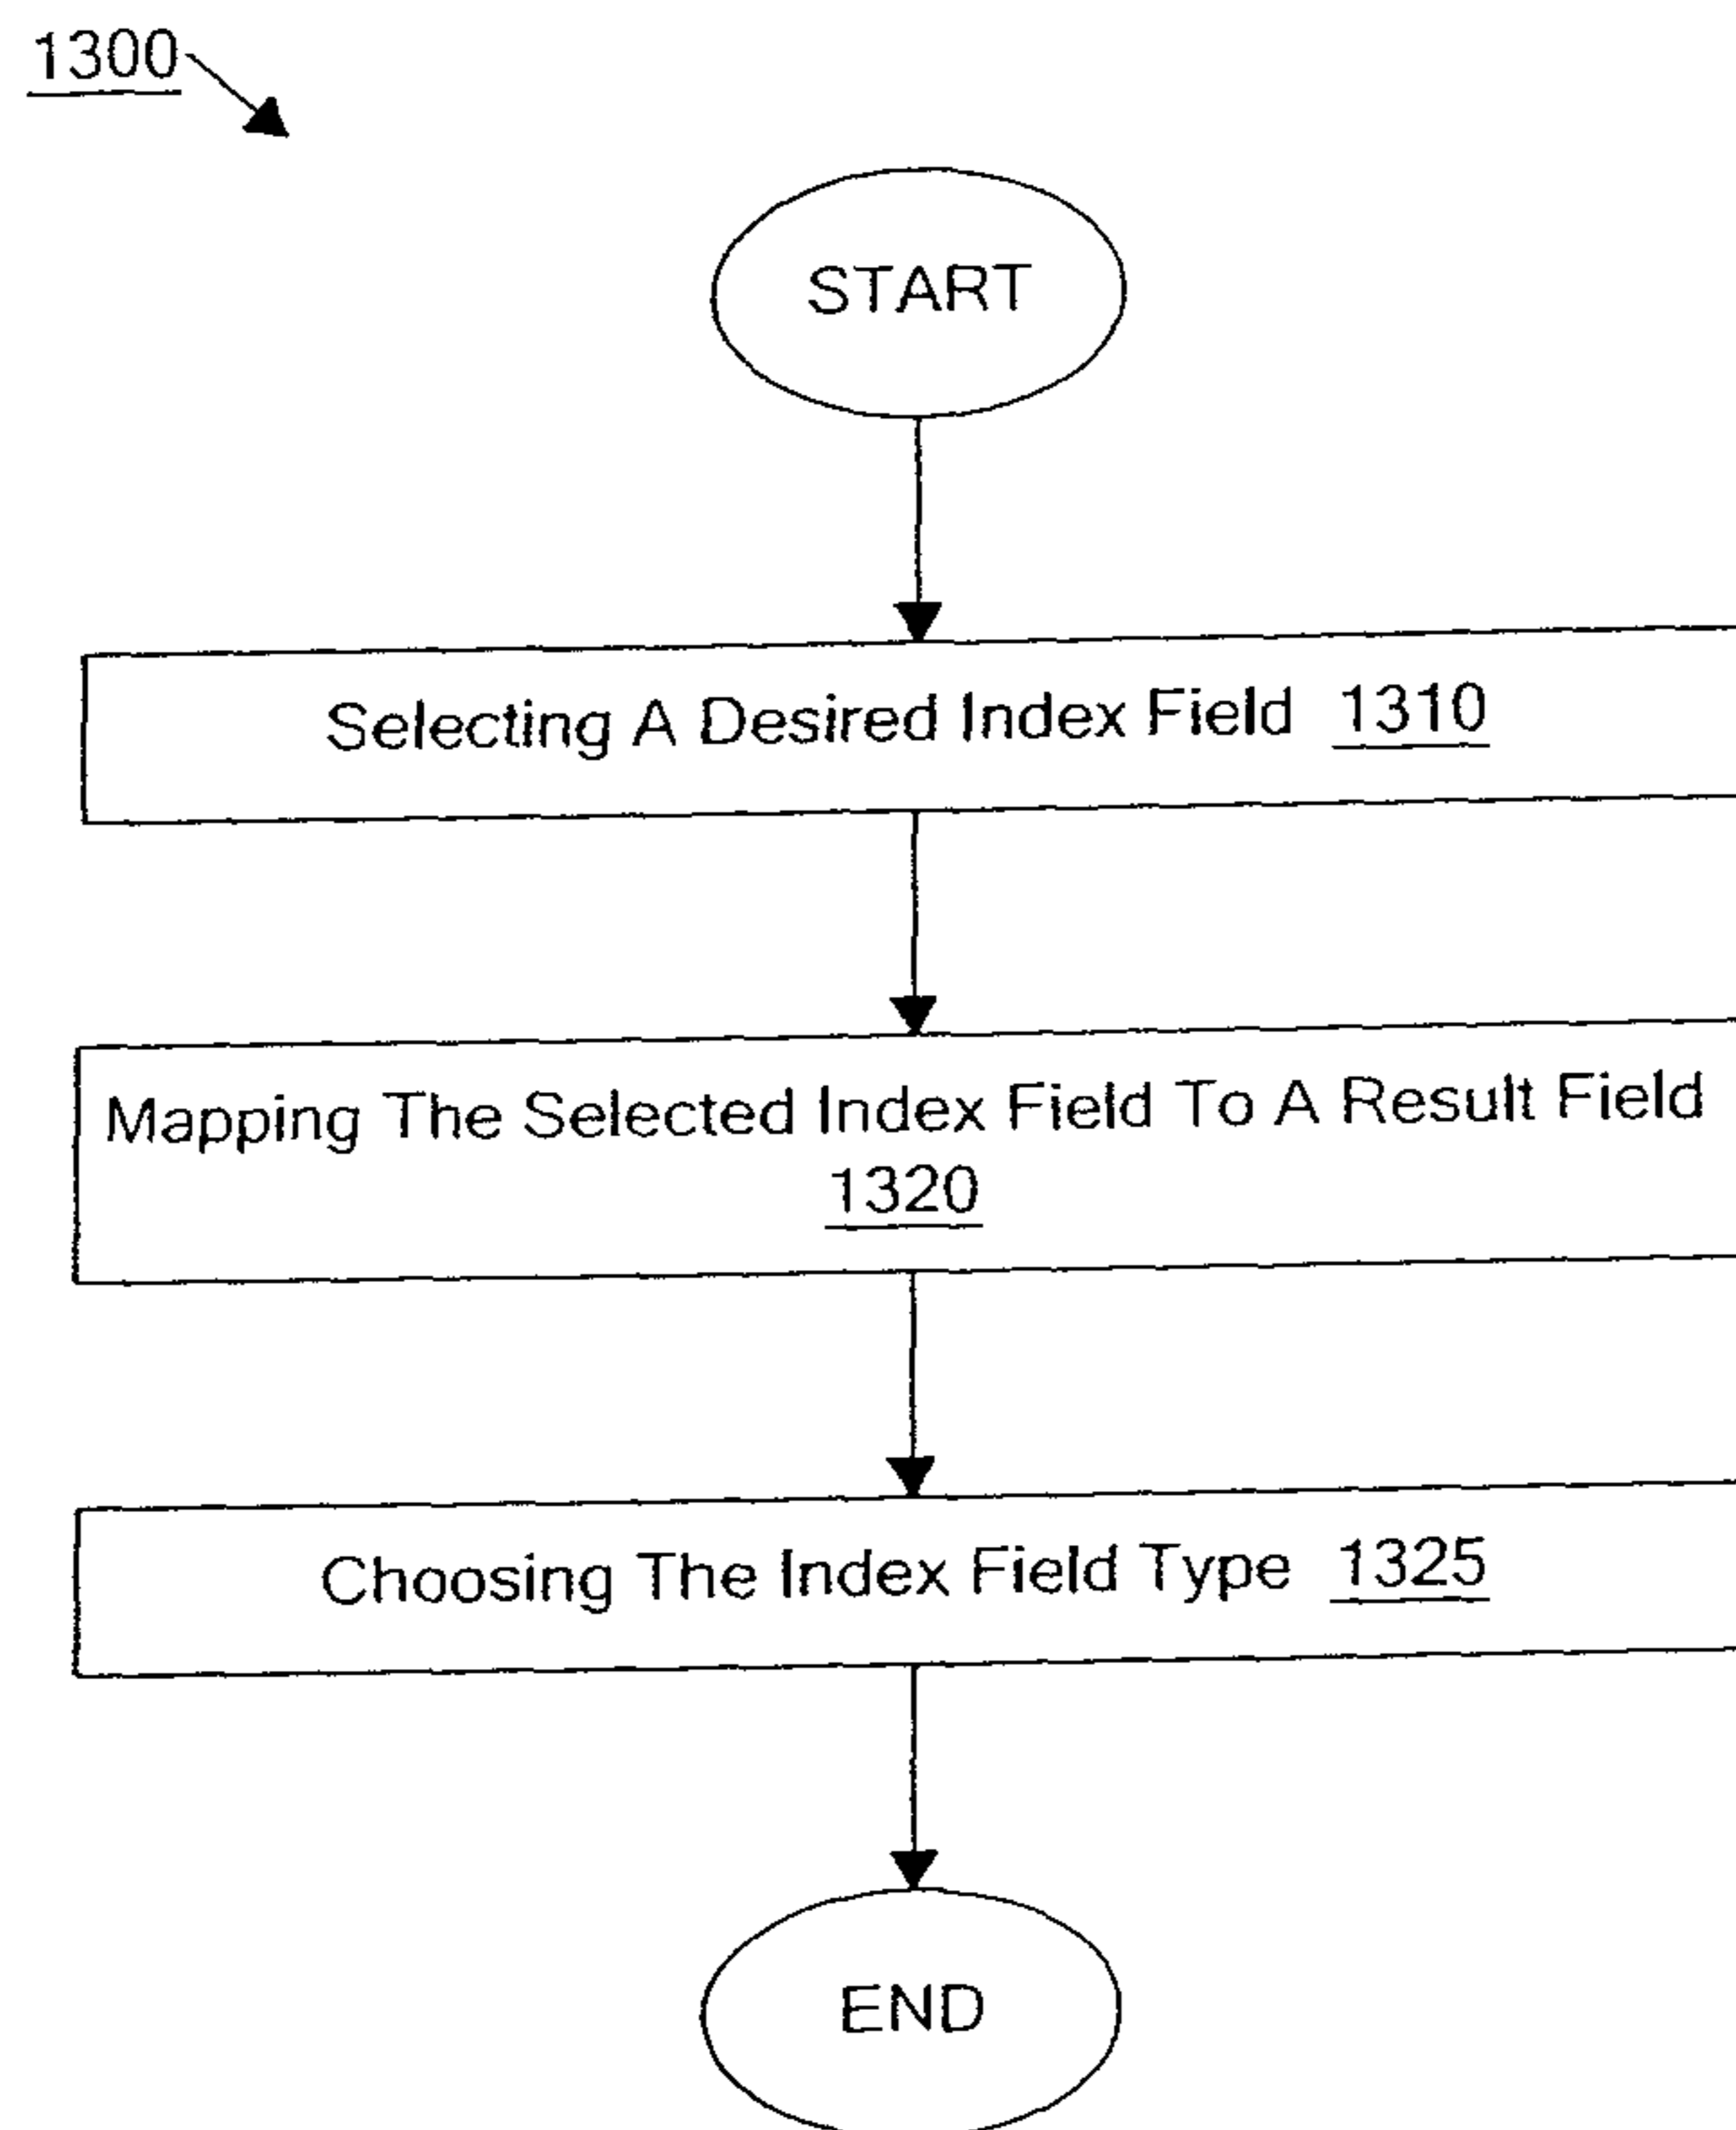 1300
START
Selecting A Desired Index Field 1310
Mapping The Selected Index Field To A Result Field
1320
Choosing The Index Field Type 1325
END